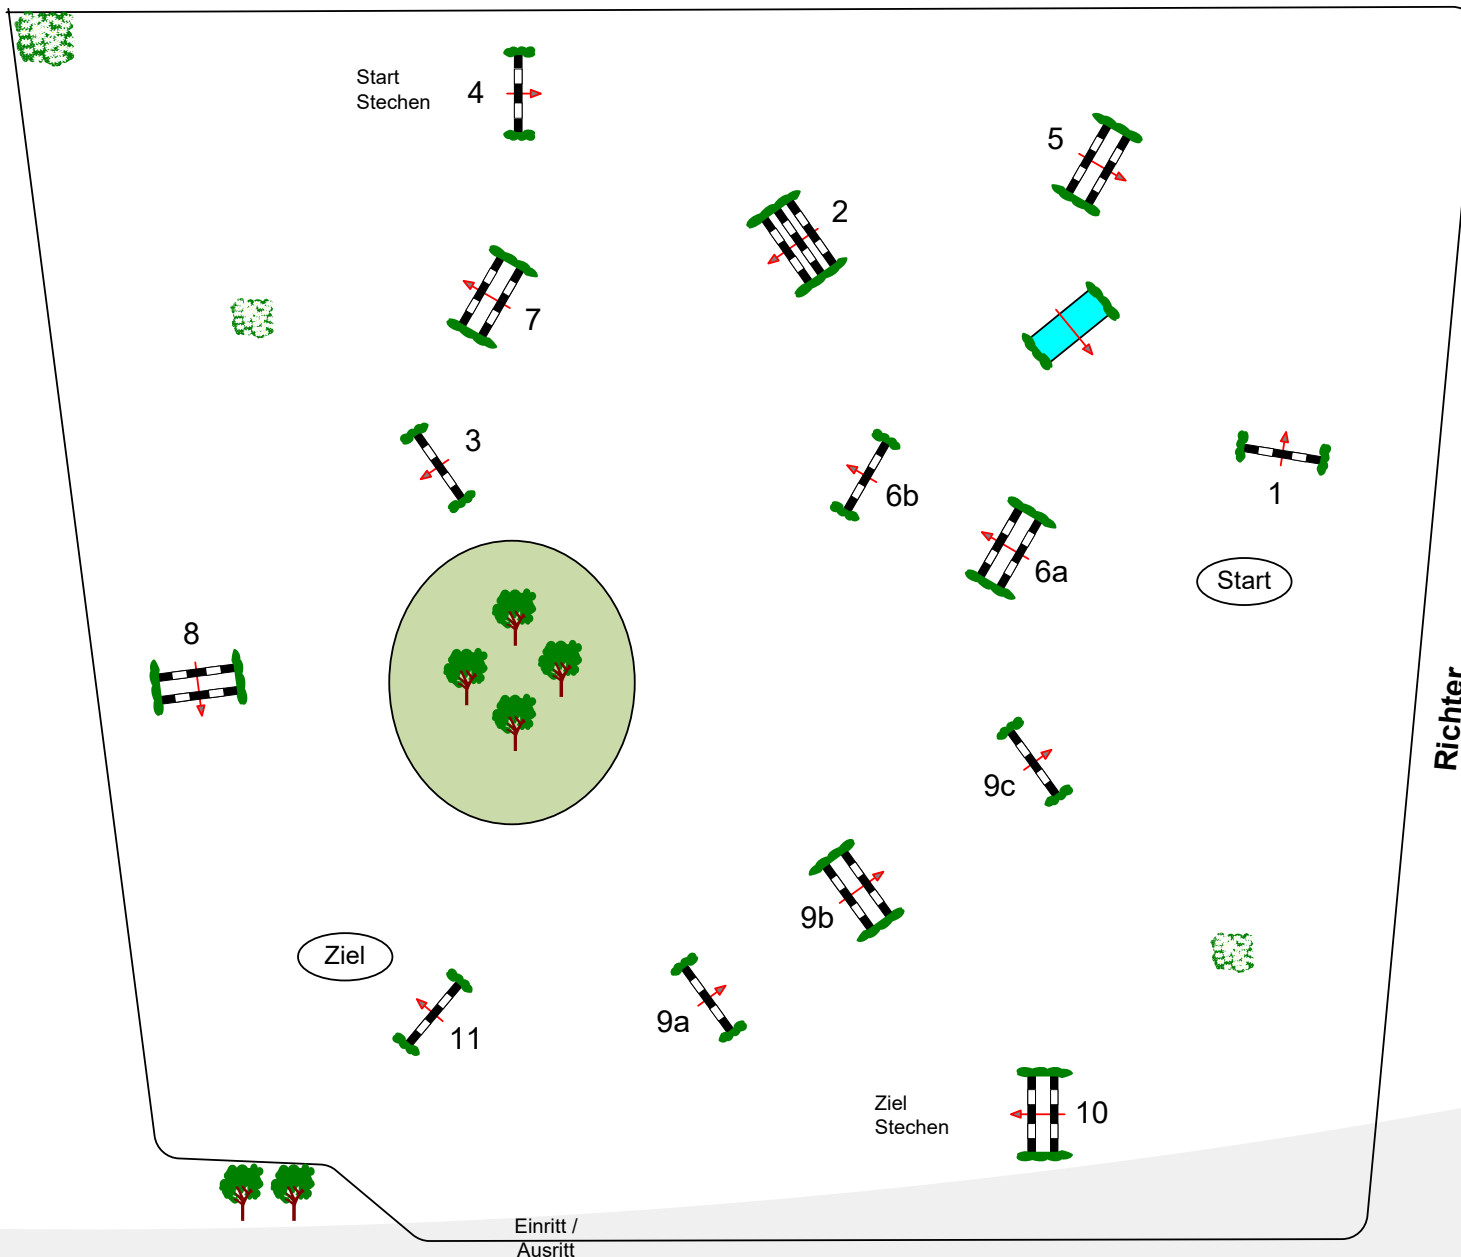 Start
Stechen
4
5
2
7
3
6b
1
6a
Start
8
Richter
9c
9b
Ziel
9a
11
Ziel
Stechen
10
Einritt /
Ausritt